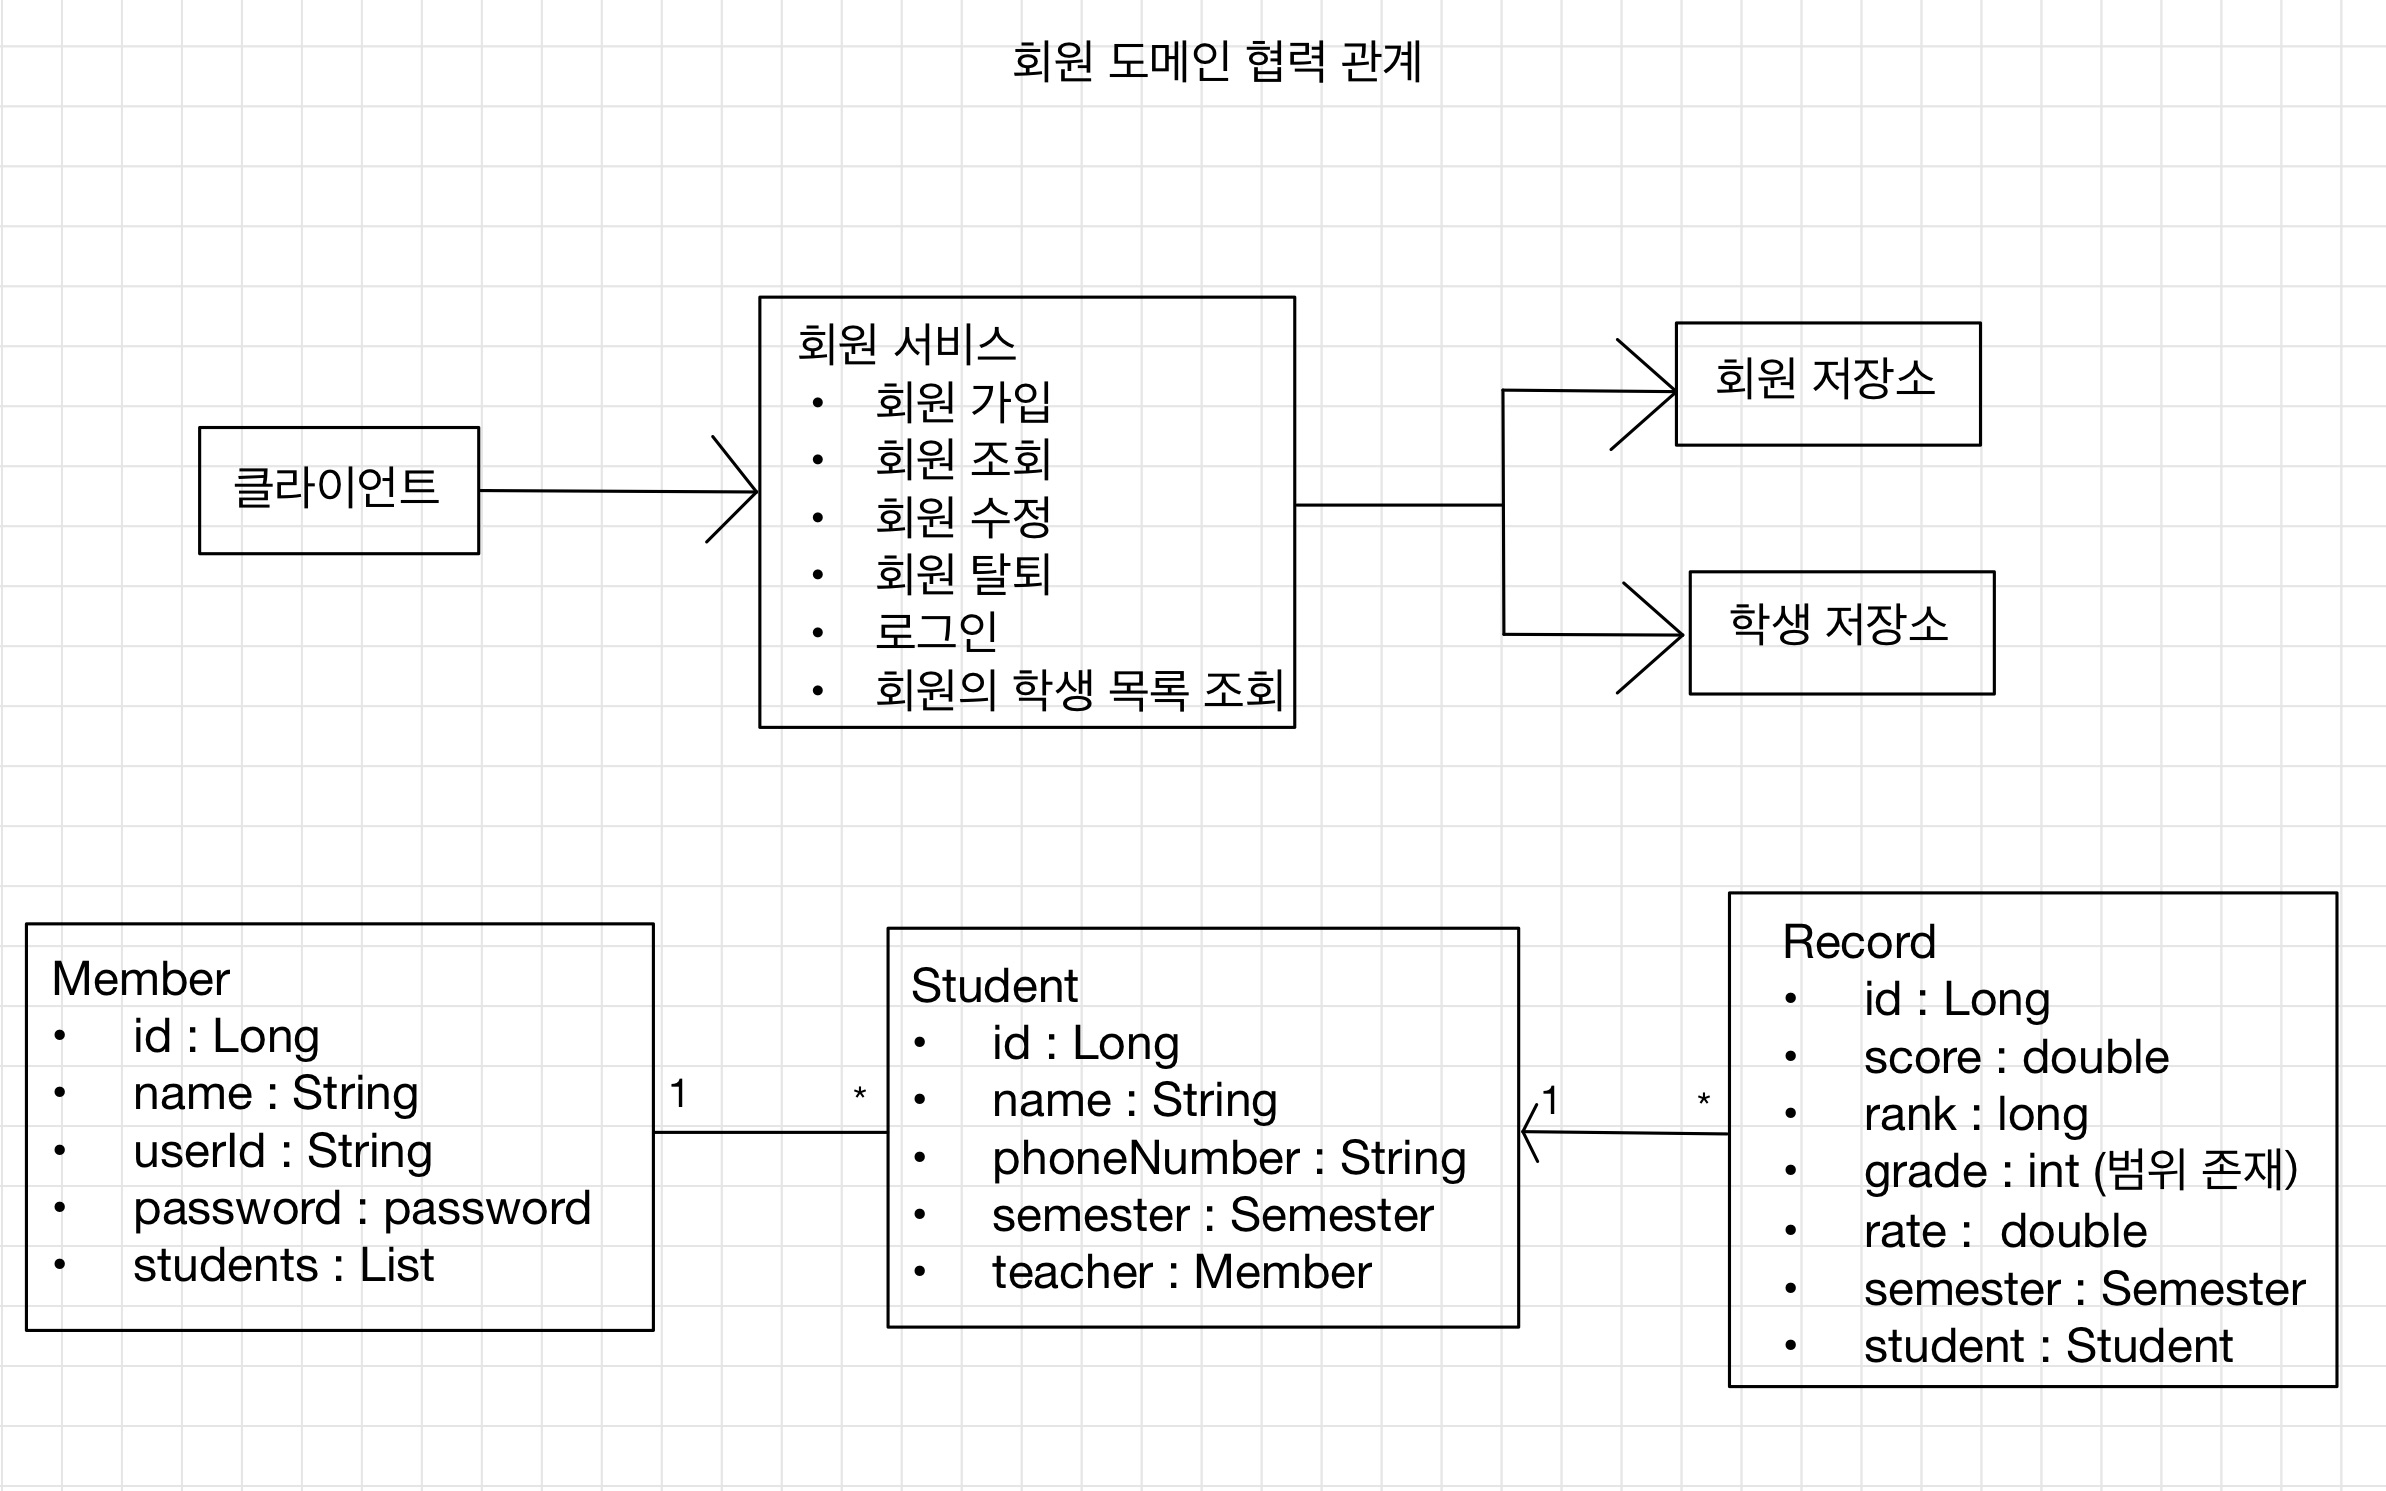 회원 도메인 협력 관계
클라이언트
회원 서비스
• 회원 가입
• 회원 조회
• 회원 수정
• 회원 탈퇴
• 로그인
• 회원의 학생 목록 조회
회원 저장소
학생 저장소
Member
• id : Long
• name : String
• userId : String
• password : password
• students : List
1 *
Student
• id : Long
• name : String
• phoneNumber : String
• semester : Semester
• teacher : Member
1 *
Record
• id : Long
• score : double
• rank : long
• grade : int (범위 존재)
• rate : double
• semester : Semester
• student : Student